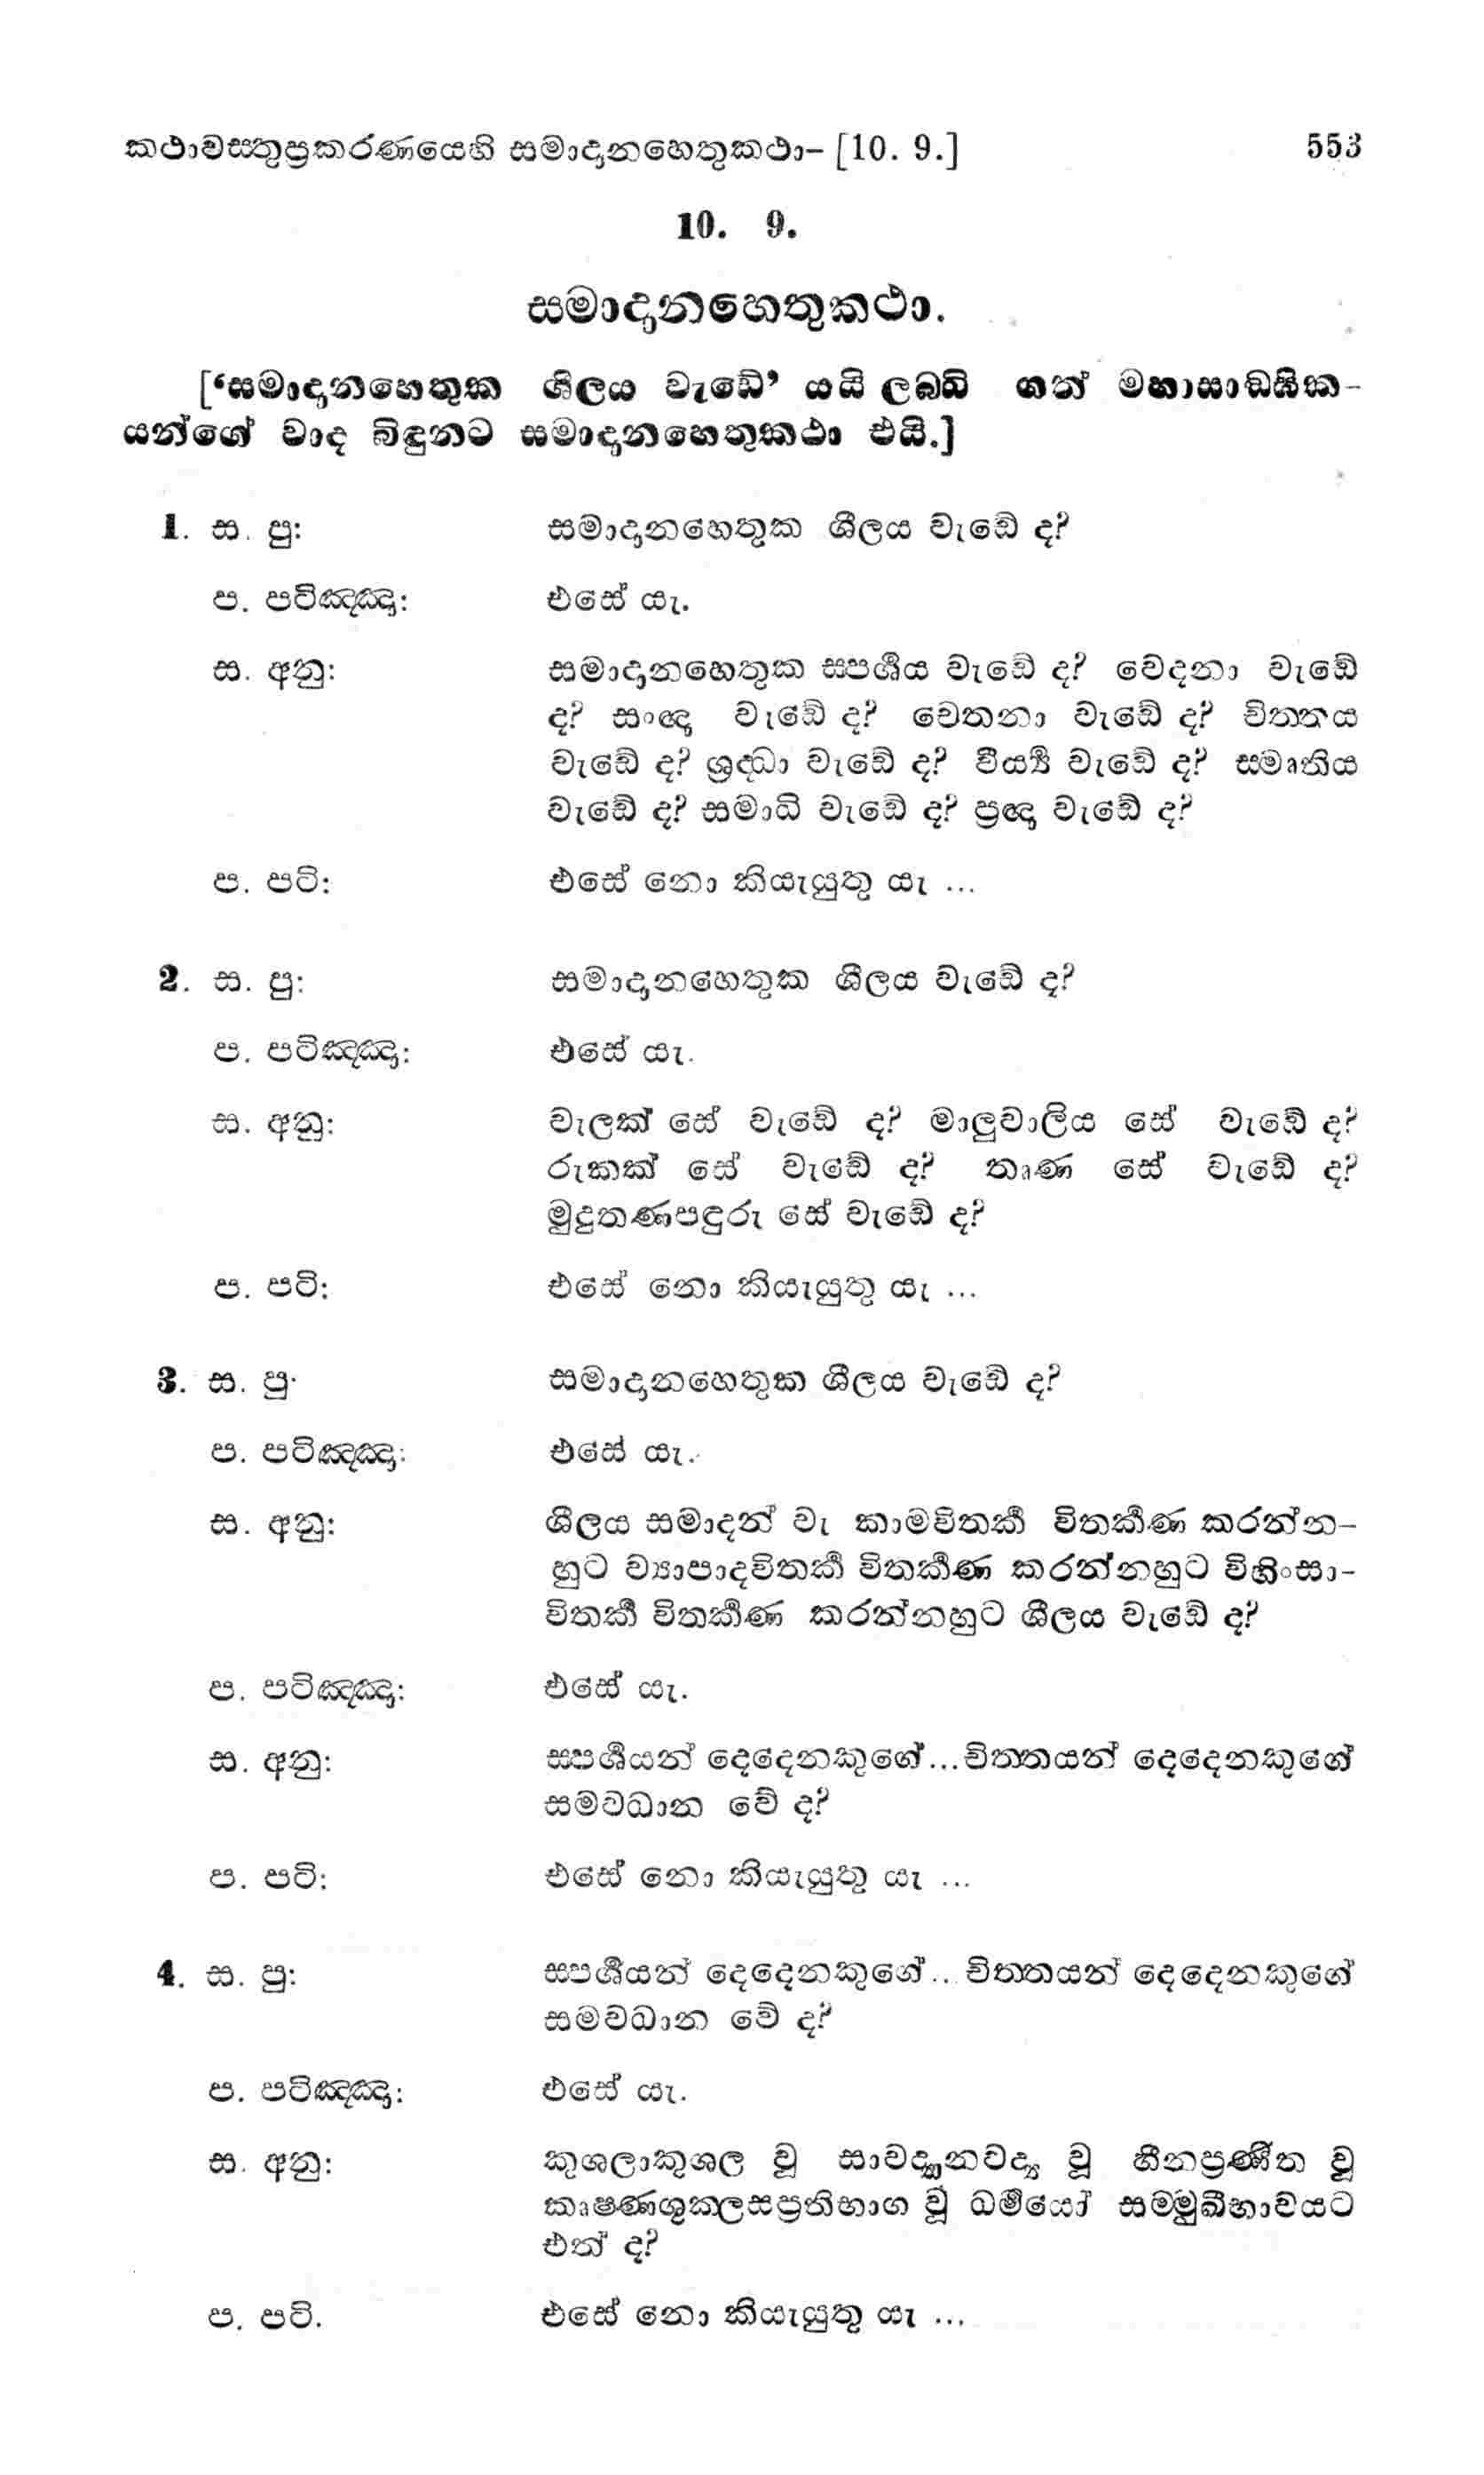 කථාවස්තුප්‍රකරණයෙහි සමාදානහෙතුකථා– [10. 9.] 553
10. 9.
සමාදානහෙතුකථා.
[‘සමාදානහෙතුක ශීලය වැඩේ’ යයි ලබ්ධි ගත් මහාසාඞ්ඝික–
යන්ගේ වාද බිඳුනට සමාදානහෙතුකථා එයි.]
1. ස. පු: සමාදානහෙතුක ශීලය වැඩේ ද?
ප. පටිඤ්ඤා: එසේ යැ.
ස. අනු: සමාදානහෙතුක ස්පර්‍ශය වැඩේ ද? වේදනා වැඩේ
ද? සංඥා වැඩේ ද? චෙතනා වැඩේ ද? චිත්තය
වැඩේ ද? ශ්‍රද්ධා වැඩේ ද? වීර්‍ය්‍ය වැඩේ ද? ස්මෘතිය
වැඩේ ද? සමාධි වැඩේ ද? ප්‍රඥා වැඩේ ද?
ප. පටි: එසේ නො කියැයුතු යැ ...
2. ස. පු: සමාදානහෙතුක ශීලය වැඩේ ද?
ප. පටිඤ්ඤා: එසේ යැ.
ස. අනු: වැලක් සේ වැඩේ ද? මාලුවාලිය සේ වැඩේ ද?
රුකක් සේ වැඩේ ද? තෘණ සේ වැඩේ ද?
මුදුතණපඳුරු සේ වැඩේ ද?
ප. පටි: එසේ නො කියැයුතු යැ ...
3. ස. පු· සමාදානහෙතුක ශීලය වැඩේ ද?
ප. පටිඤ්ඤා: එසේ යැ.
ස. අනු: ශීලය සමාදන් වැ කාමවිතර්‍ක විතර්‍කණ කරන්න–
හුට ව්‍යාපාදවිතර්‍ක විතර්‍කණ කරන්නහුට විහිංසා–
විතර්‍ක විතර්‍කණ කරන්නහුට ශීලය වැඩේ ද?
ප. පටිඤ්ඤා: එසේ යැ.
ස. අනු: ස්පර්‍ශයන් දෙදෙනකුගේ...චිත්තයන් දෙදෙනකුගේ
සමවධාන වේ ද?
ප. පටි: එසේ නො කියැයුතු යැ ...
4. ස. පු: ස්පර්‍ශයන් දෙදෙනකුගේ.. චිත්තයන් දෙදෙනකුගේ
සමවධාන වේ ද?
ප. පටිඤ්ඤා: එසේ යැ.
ස. අනු: කුශලාකුශල වූ සාවද්‍යානවද්‍ය වූ හීනප්‍රණීත වූ
කෘෂ්ණශුක්ලසප්‍රතිභාග වූ ධර්‍මයෝ සම්මුඛීභාවයට
එත් ද?
ප. පටි. එසේ නො කියැයුතු යැ ...